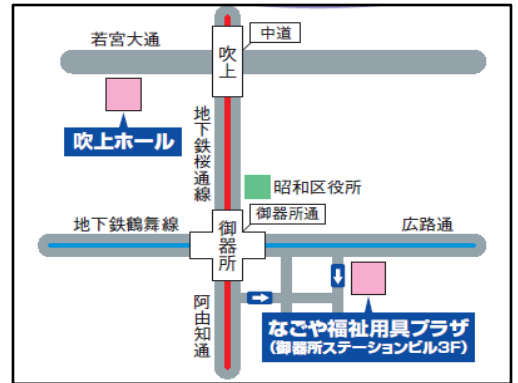 若宮大通
中道
吹上
吹上ホール
地下鉄桜通線
昭和区役所
御器所通
地下鉄鶴舞線
御器所
広路通
阿由知通
なごや福祉用具プラザ
(御器所ステーションビル3F)